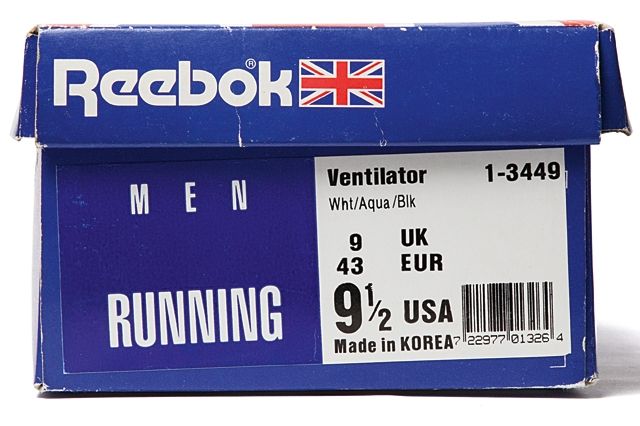 Reebok®
MEN
RUNNING
Ventilator 1-3449
Wht/Aqua/Blk
9 UK
43 EUR
9½ USA
Made in KOREA
7 22977 01326 4